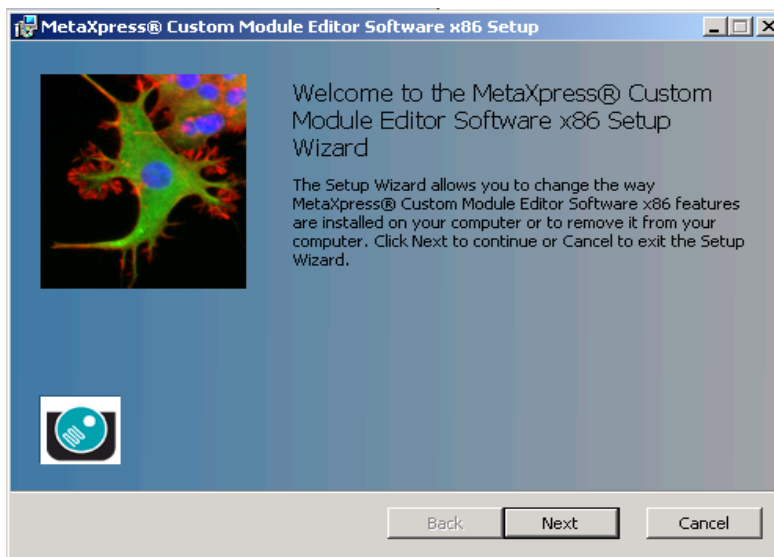 MetaXpress® Custom Module Editor Software x86 Setup
Welcome to the MetaXpress® Custom
Module Editor Software x86 Setup
Wizard
The Setup Wizard allows you to change the way
MetaXpress® Custom Module Editor Software x86 features
are installed on your computer or to remove it from your
computer. Click Next to continue or Cancel to exit the Setup
Wizard.
Back
Next
Cancel